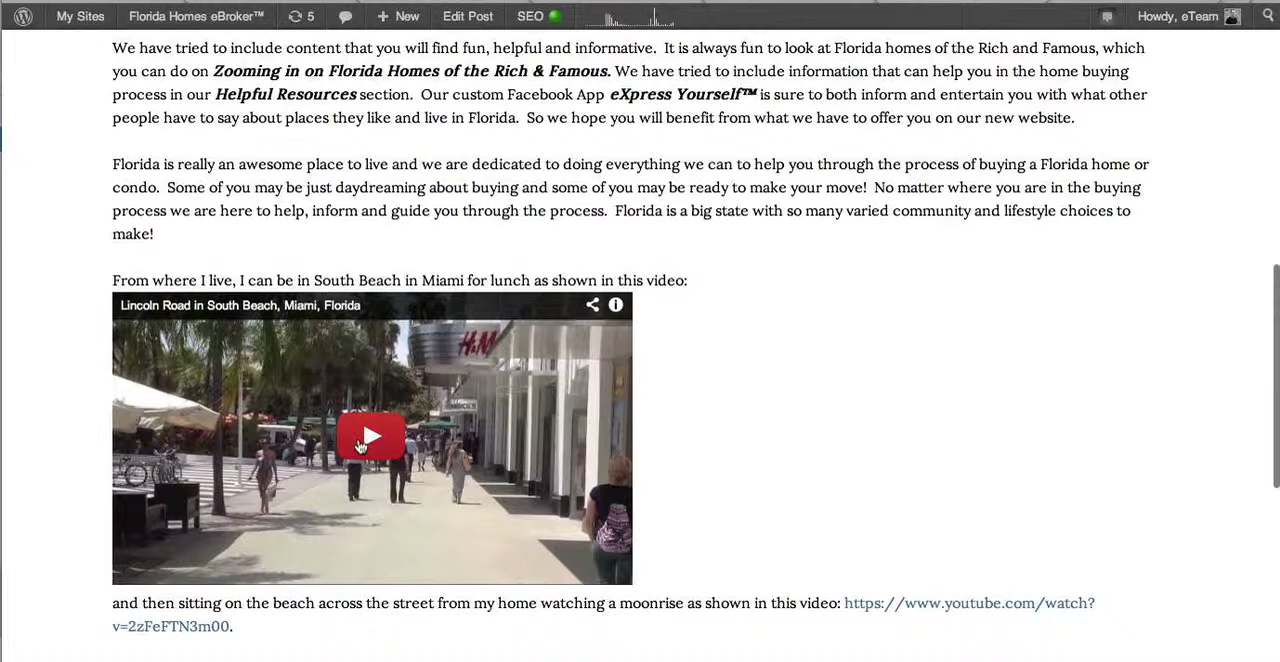 My Sites Florida Homes eBroker™ 5 New Edit Post SEO Howdy, eTeam
We have tried to include content that you will find fun, helpful and informative. It is always fun to look at Florida homes of the Rich and Famous, which
you can do on Zooming in on Florida Homes of the Rich & Famous. We have tried to include information that can help you in the home buying
process in our Helpful Resources section. Our custom Facebook App eXpress Yourself™ is sure to both inform and entertain you with what other
people have to say about places they like and live in Florida. So we hope you will benefit from what we have to offer you on our new website.
Florida is really an awesome place to live and we are dedicated to doing everything we can to help you through the process of buying a Florida home or
condo. Some of you may be just daydreaming about buying and some of you may be ready to make your move! No matter where you are in the buying
process we are here to help, inform and guide you through the process. Florida is a big state with so many varied community and lifestyle choices to
make!
From where I live, I can be in South Beach in Miami for lunch as shown in this video:
Lincoln Road in South Beach, Miami, Florida
H&M
and then sitting on the beach across the street from my home watching a moonrise as shown in this video: https://www.youtube.com/watch?
v=2zFeFTN3m00.